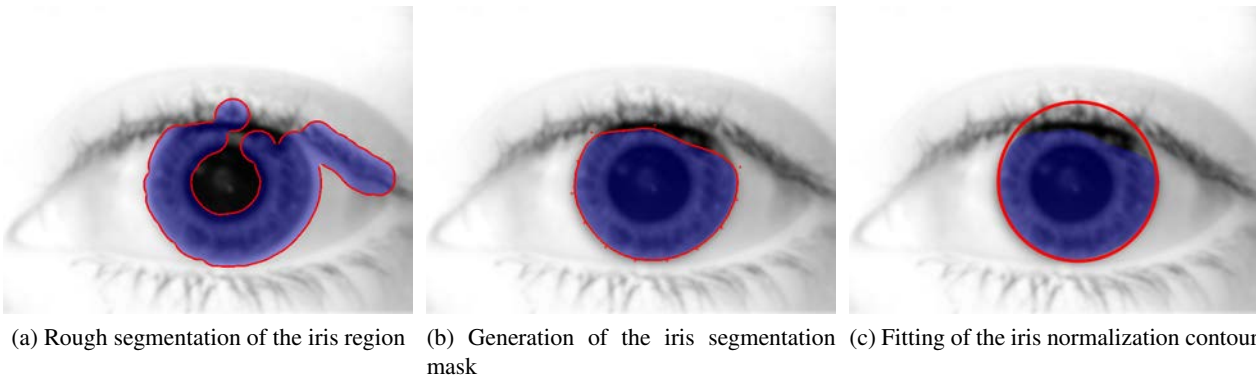 (a) Rough segmentation of the iris region
(b) Generation of the iris segmentation
mask
(c) Fitting of the iris normalization contour